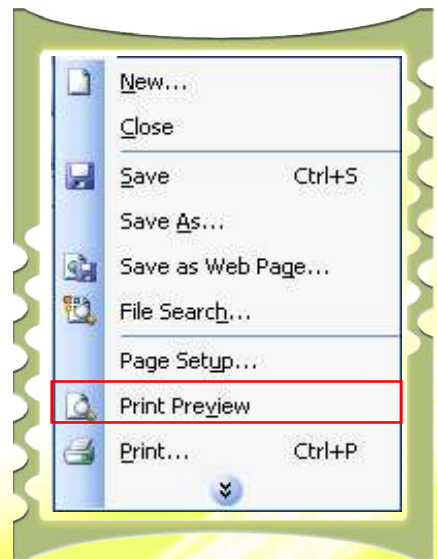 New...
Close
Save Ctrl+S
Save As...
Save as Web Page...
File Search...
Page Setup...
Print Preview
Print... Ctrl+P